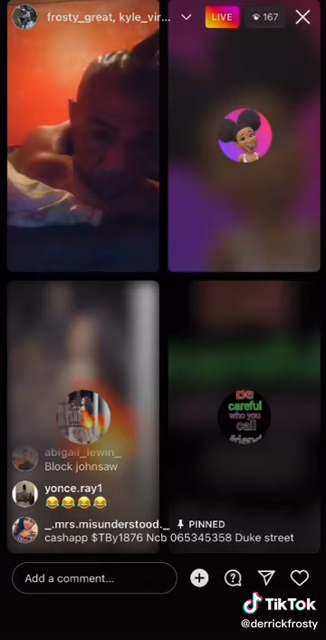 frosty_great, kyle_vir...
LIVE
167
Be
careful
who you
call
abigail_lewin_
Block johnsaw
yonce.ray1
😂😂😂😂
_.mrs.misunderstood._ PINNED
cashapp $TBy1876 Ncb 065345358 Duke street
Add a comment...
TikTok
@derrickfrosty